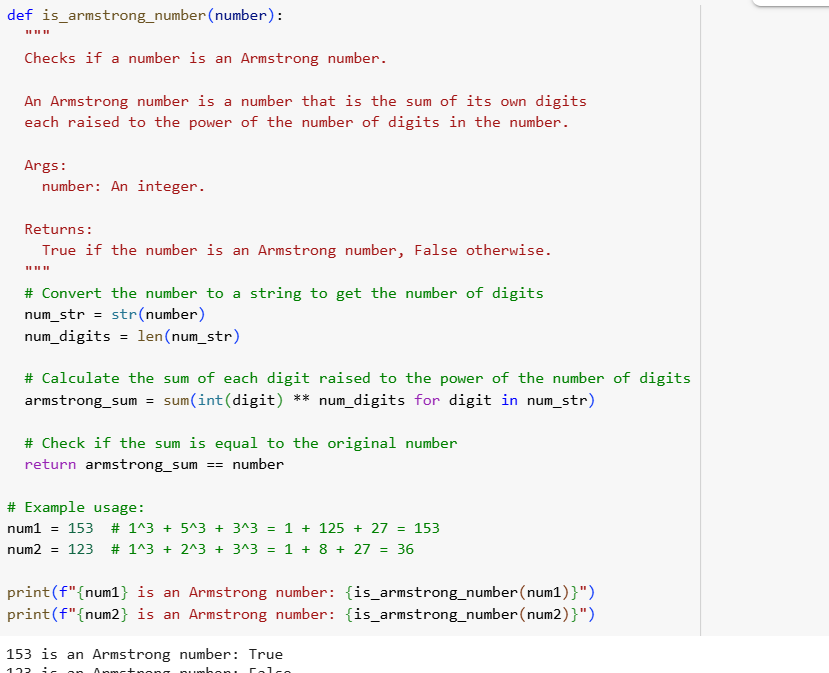 def is_armstrong_number(number):
  """
  Checks if a number is an Armstrong number.

  An Armstrong number is a number that is the sum of its own digits
  each raised to the power of the number of digits in the number.

  Args:
    number: An integer.

  Returns:
    True if the number is an Armstrong number, False otherwise.
  """
  # Convert the number to a string to get the number of digits
  num_str = str(number)
  num_digits = len(num_str)

  # Calculate the sum of each digit raised to the power of the number of digits
  armstrong_sum = sum(int(digit) ** num_digits for digit in num_str)

  # Check if the sum is equal to the original number
  return armstrong_sum == number

# Example usage:
num1 = 153  # 1^3 + 5^3 + 3^3 = 1 + 125 + 27 = 153
num2 = 123  # 1^3 + 2^3 + 3^3 = 1 + 8 + 27 = 36

print(f"{num1} is an Armstrong number: {is_armstrong_number(num1)}")
print(f"{num2} is an Armstrong number: {is_armstrong_number(num2)}")

153 is an Armstrong number: True
123 is an Armstrong number: False